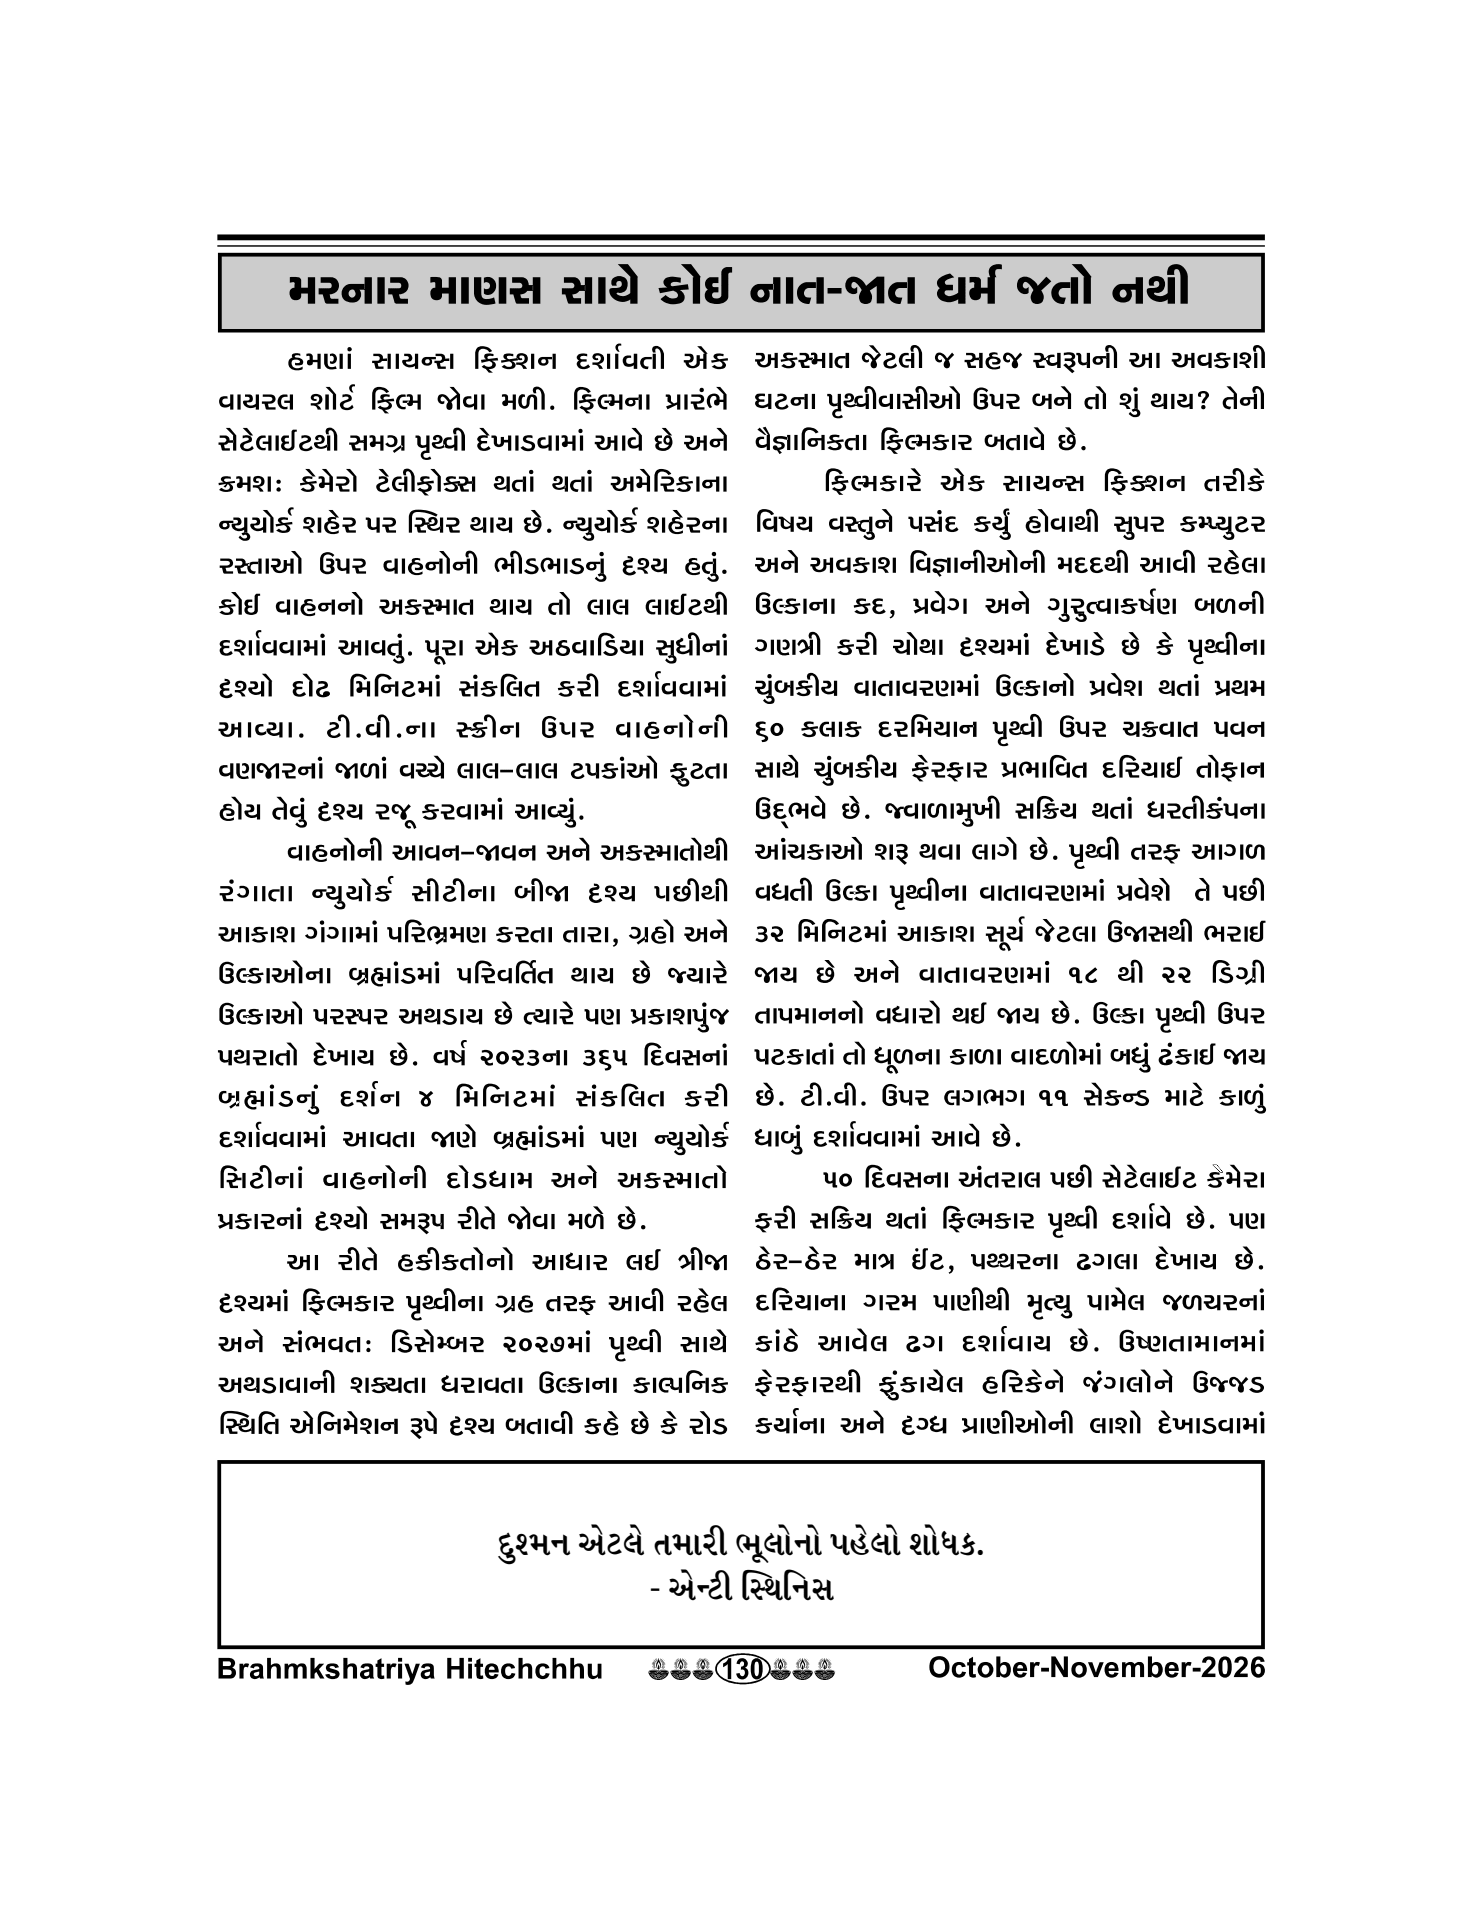 મરનાર માણસ સાથે કોઈ નાત-જાત ધર્મ જતો નથી
હમણાં સાયન્સ ફિક્શન દર્શાવતી એક
વાયરલ શોર્ટ ફિલ્મ જોવા મળી. ફિલ્મના પ્રારંભે
સેટેલાઈટથી સમગ્ર પૃથ્વી દેખાડવામાં આવે છે અને
ક્રમશઃ કેમેરો ટેલીફોક્સ થતાં થતાં અમેરિકાના
ન્યુયોર્ક શહેર પર સ્થિર થાય છે. ન્યુયોર્ક શહેરના
રસ્તાઓ ઉપર વાહનોની ભીડભાડનું દૃશ્ય હતું.
કોઈ વાહનનો અકસ્માત થાય તો લાલ લાઈટથી
દર્શાવવામાં આવતું. પૂરા એક અઠવાડિયા સુધીનાં
દૃશ્યો દોઢ મિનિટમાં સંકલિત કરી દર્શાવવામાં
આવ્યા. ટી.વી.ના સ્ક્રીન ઉપર વાહનોની
વણજારનાં જાળાં વચ્ચે લાલ–લાલ ટપકાંઓ ફુટતા
હોય તેવું દૃશ્ય રજૂ કરવામાં આવ્યું.
વાહનોની આવન–જાવન અને અકસ્માતોથી
રંગાતા ન્યુયોર્ક સીટીના બીજા દૃશ્ય પછીથી
આકાશ ગંગામાં પરિભ્રમણ કરતા તારા, ગ્રહો અને
ઉલ્કાઓના બ્રહ્માંડમાં પરિવર્તિત થાય છે જ્યારે
ઉલ્કાઓ પરસ્પર અથડાય છે ત્યારે પણ પ્રકાશપુંજ
પથરાતો દેખાય છે. વર્ષ ૨૦૨૩ના ૩૬૫ દિવસનાં
બ્રહ્માંડનું દર્શન ૪ મિનિટમાં સંકલિત કરી
દર્શાવવામાં આવતા જાણે બ્રહ્માંડમાં પણ ન્યુયોર્ક
સિટીનાં વાહનોની દોડધામ અને અકસ્માતો
પ્રકારનાં દૃશ્યો સમરૂપ રીતે જોવા મળે છે.
આ રીતે હકીકતોનો આધાર લઈ ત્રીજા
દૃશ્યમાં ફિલ્મકાર પૃથ્વીના ગ્રહ તરફ આવી રહેલ
અને સંભવતઃ ડિસેમ્બર ૨૦૨૭માં પૃથ્વી સાથે
અથડાવાની શક્યતા ધરાવતા ઉલ્કાના કાલ્પનિક
સ્થિતિ એનિમેશન રૂપે દૃશ્ય બતાવી કહે છે કે રોડ
અકસ્માત જેટલી જ સહજ સ્વરૂપની આ અવકાશી
ઘટના પૃથ્વીવાસીઓ ઉપર બને તો શું થાય? તેની
વૈજ્ઞાનિકતા ફિલ્મકાર બતાવે છે.
ફિલ્મકારે એક સાયન્સ ફિક્શન તરીકે
વિષય વસ્તુને પસંદ કર્યું હોવાથી સુપર કમ્પ્યુટર
અને અવકાશ વિજ્ઞાનીઓની મદદથી આવી રહેલા
ઉલ્કાના કદ, પ્રવેગ અને ગુરુત્વાકર્ષણ બળની
ગણત્રી કરી ચોથા દૃશ્યમાં દેખાડે છે કે પૃથ્વીના
ચુંબકીય વાતાવરણમાં ઉલ્કાનો પ્રવેશ થતાં પ્રથમ
૬૦ કલાક દરમિયાન પૃથ્વી ઉપર ચક્રવાત પવન
સાથે ચુંબકીય ફેરફાર પ્રભાવિત દરિયાઈ તોફાન
ઉદ્‌ભવે છે. જ્વાળામુખી સક્રિય થતાં ધરતીકંપના
આંચકાઓ શરૂ થવા લાગે છે. પૃથ્વી તરફ આગળ
વધતી ઉલ્કા પૃથ્વીના વાતાવરણમાં પ્રવેશે તે પછી
૩૨ મિનિટમાં આકાશ સૂર્ય જેટલા ઉજાસથી ભરાઈ
જાય છે અને વાતાવરણમાં ૧૮ થી ૨૨ ડિગ્રી
તાપમાનનો વધારો થઈ જાય છે. ઉલ્કા પૃથ્વી ઉપર
પટકાતાં તો ધૂળના કાળા વાદળોમાં બધું ઢંકાઈ જાય
છે. ટી.વી. ઉપર લગભગ ૧૧ સેકન્ડ માટે કાળું
ધાબું દર્શાવવામાં આવે છે.
૫૦ દિવસના અંતરાલ પછી સેટેલાઈટ કેમેરા
ફરી સક્રિય થતાં ફિલ્મકાર પૃથ્વી દર્શાવે છે. પણ
ઠેર–ઠેર માત્ર ઈંટ, પથ્થરના ઢગલા દેખાય છે.
દરિયાના ગરમ પાણીથી મૃત્યુ પામેલ જળચરનાં
કાંઠે આવેલ ઢગ દર્શાવાય છે. ઉષ્ણતામાનમાં
ફેરફારથી ફુંકાયેલ હરિકેને જંગલોને ઉજ્જડ
કર્યાના અને દગ્ધ પ્રાણીઓની લાશો દેખાડવામાં
દુશ્મન એટલે તમારી ભૂલોનો પહેલો શોધક.
- એન્ટી સ્થિનિસ
Brahmkshatriya Hitechchhu 130 October-November-2026